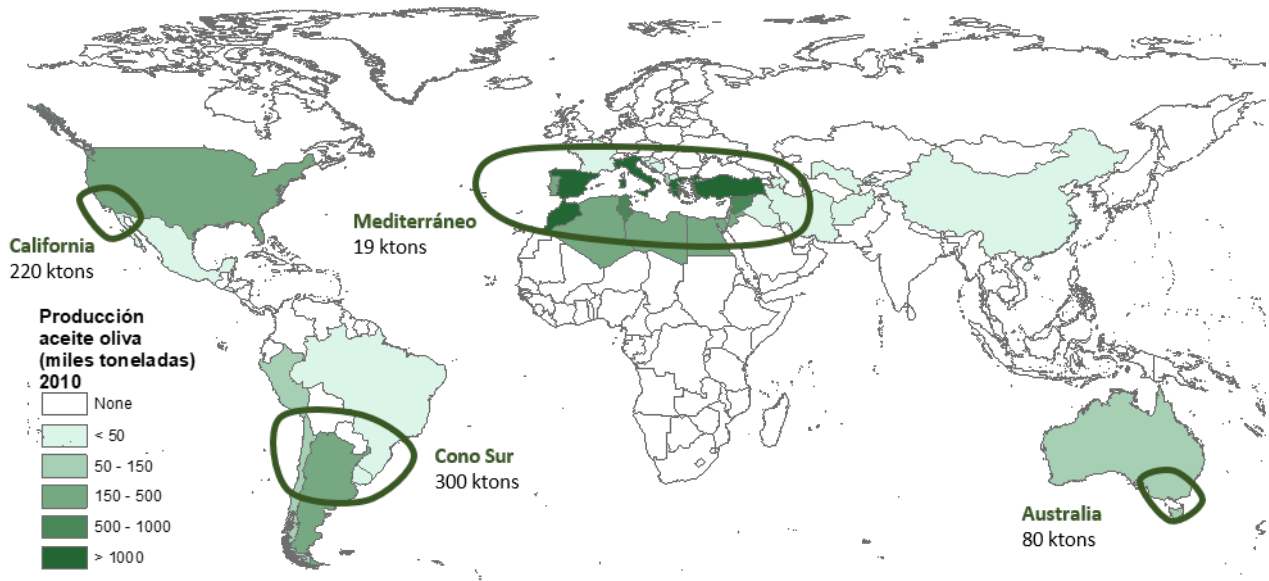 Mediterráneo
19 ktons
California
220 ktons
Producción
aceite oliva
(miles toneladas)
2010
None
< 50
50 - 150
150 - 500
500 - 1000
> 1000
Cono Sur
300 ktons
Australia
80 ktons